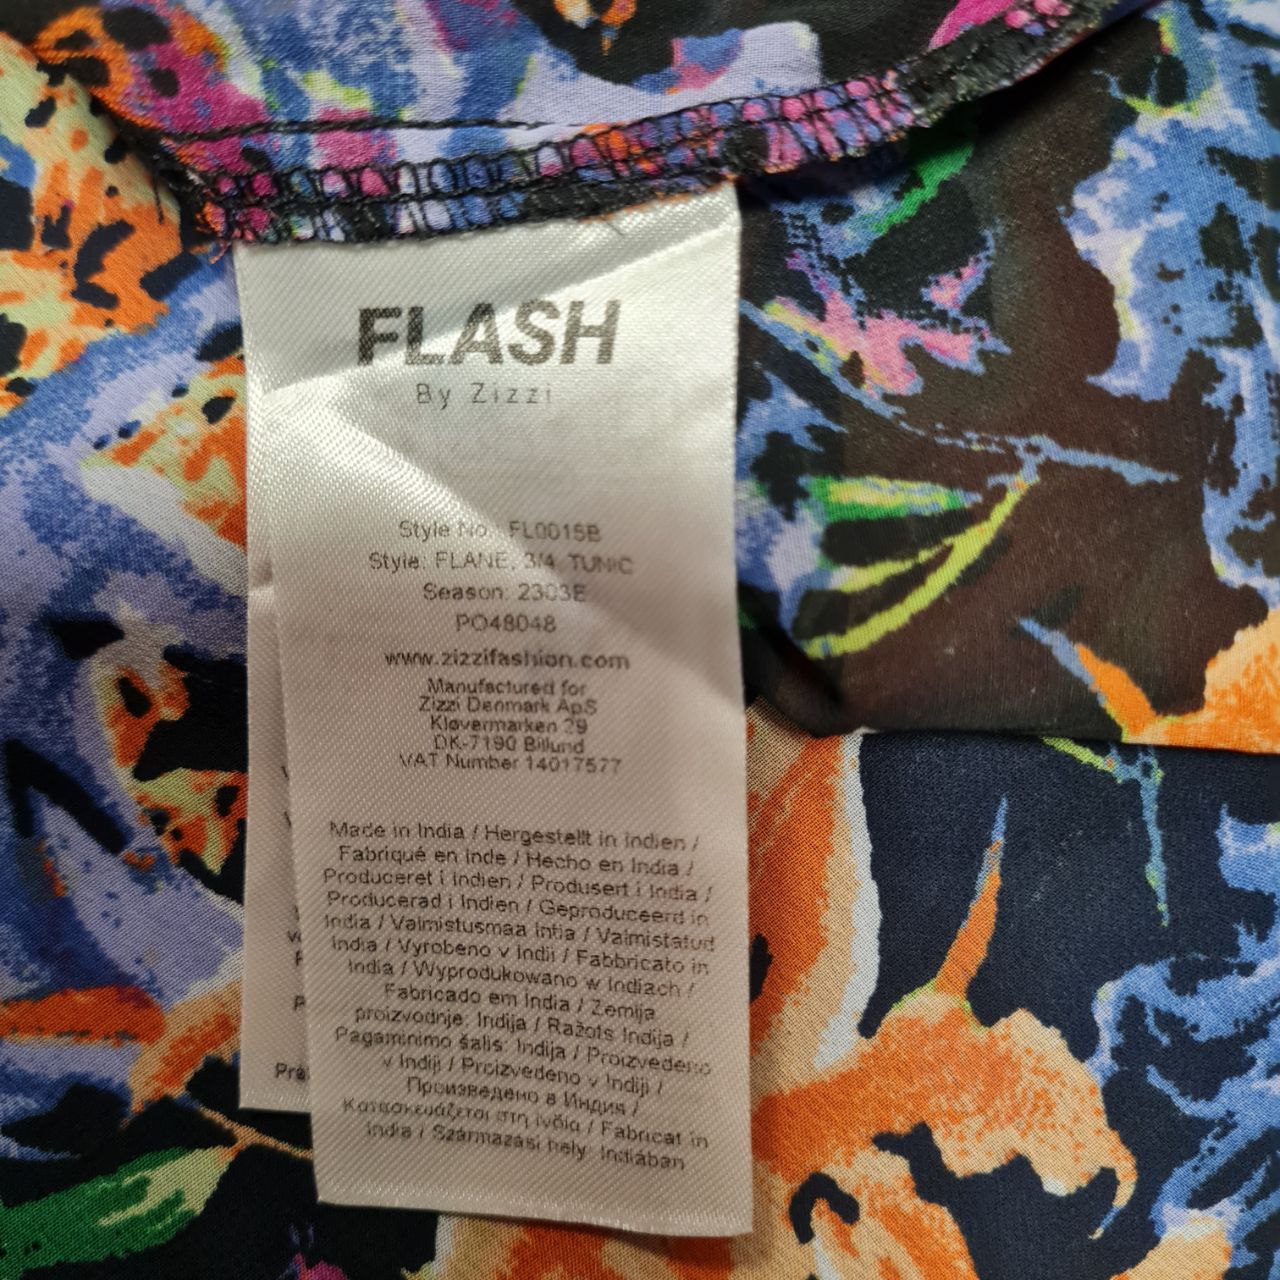 FLASH
By Zizzi
Style No.: FL0015B
Style: FLANE, 3/4, TUNIC
Season: 2303E
PO48048
www.zizzifashion.com
Manufactured for
Zizzi Denmark ApS
Kløvermarken 29
DK-7190 Billund
VAT Number 14017577
Made in India / Hergestellt in Indien /
Fabriqué en Inde / Hecho en India /
Produceret i Indien / Produsert i India /
Producerad i Indien / Geproduceerd in
India / Valmistusmaa Intia / Valmistatud
India / Vyrobeno v Indii / Fabbricato in
India / Wyprodukowano w Indiach /
Fabricado em India / Zemlja
proizvodnje: Indija / Ražots Indija /
Pagaminimo šalis: Indija / Proizvedeno
v Indiji / Proizvedeno v Indiji /
Произведено в Индия /
Κατασκευάζεται στη Ινδία / Fabricat in
India / Származási hely: Indiában